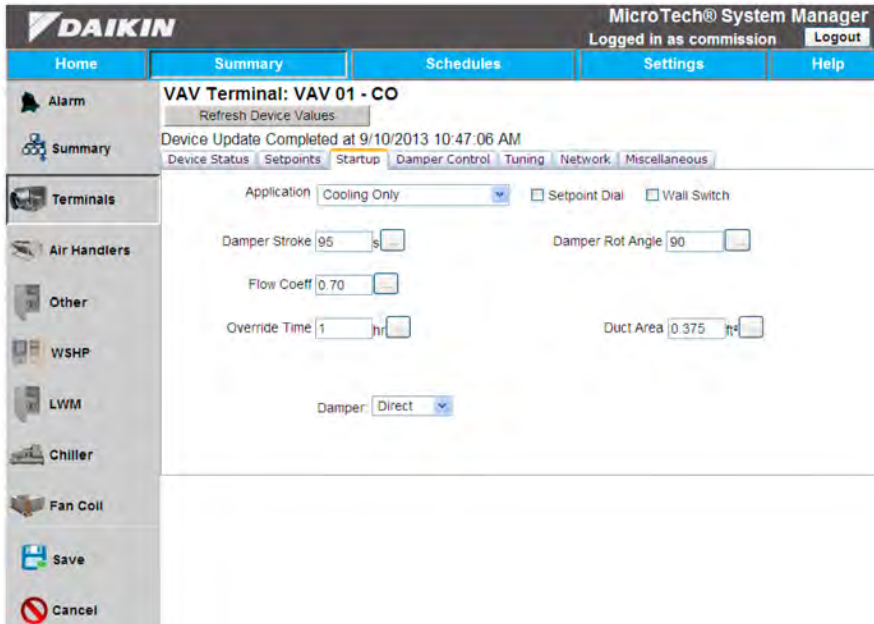 DAIKIN
MicroTech® System Manager
Logged in as commission Logout
Home Summary Schedules Settings Help
Alarm
Summary
Terminals
Air Handlers
Other
WSHP
LWM
Chiller
Fan Coil
Save
Cancel
VAV Terminal: VAV 01 - CO
Refresh Device Values
Device Update Completed at 9/10/2013 10:47:06 AM
Device Status Setpoints Startup Damper Control Tuning Network Miscellaneous
Application Cooling Only Setpoint Dial Wall Switch
Damper Stroke 95 s ... Damper Rot Angle 90 ...
Flow Coeff 0.70 ...
Override Time 1 hr ... Duct Area 0.375 ft² ...
Damper: Direct